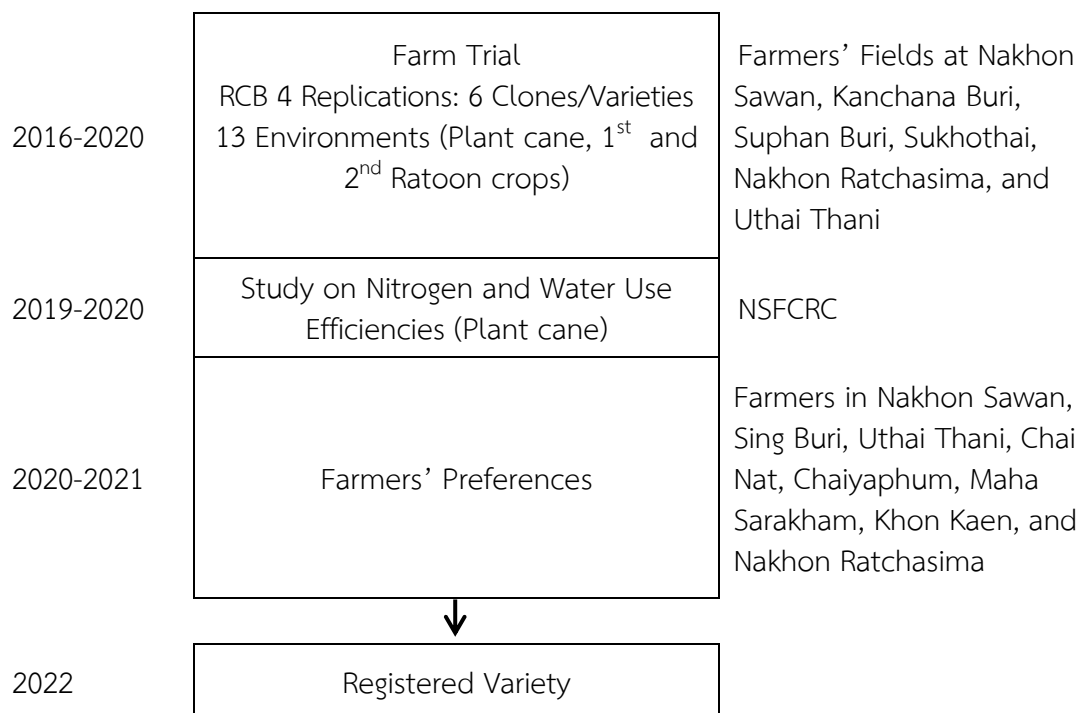 2016-2020
Farm Trial
RCB 4 Replications: 6 Clones/Varieties
13 Environments (Plant cane, 1st and
2nd Ratoon crops)
Farmers’ Fields at Nakhon
Sawan, Kanchana Buri,
Suphan Buri, Sukhothai,
Nakhon Ratchasima, and
Uthai Thani
2019-2020
Study on Nitrogen and Water Use
Efficiencies (Plant cane)
NSFCRC
2020-2021
Farmers’ Preferences
Farmers in Nakhon Sawan,
Sing Buri, Uthai Thani, Chai
Nat, Chaiyaphum, Maha
Sarakham, Khon Kaen, and
Nakhon Ratchasima
2022
Registered Variety